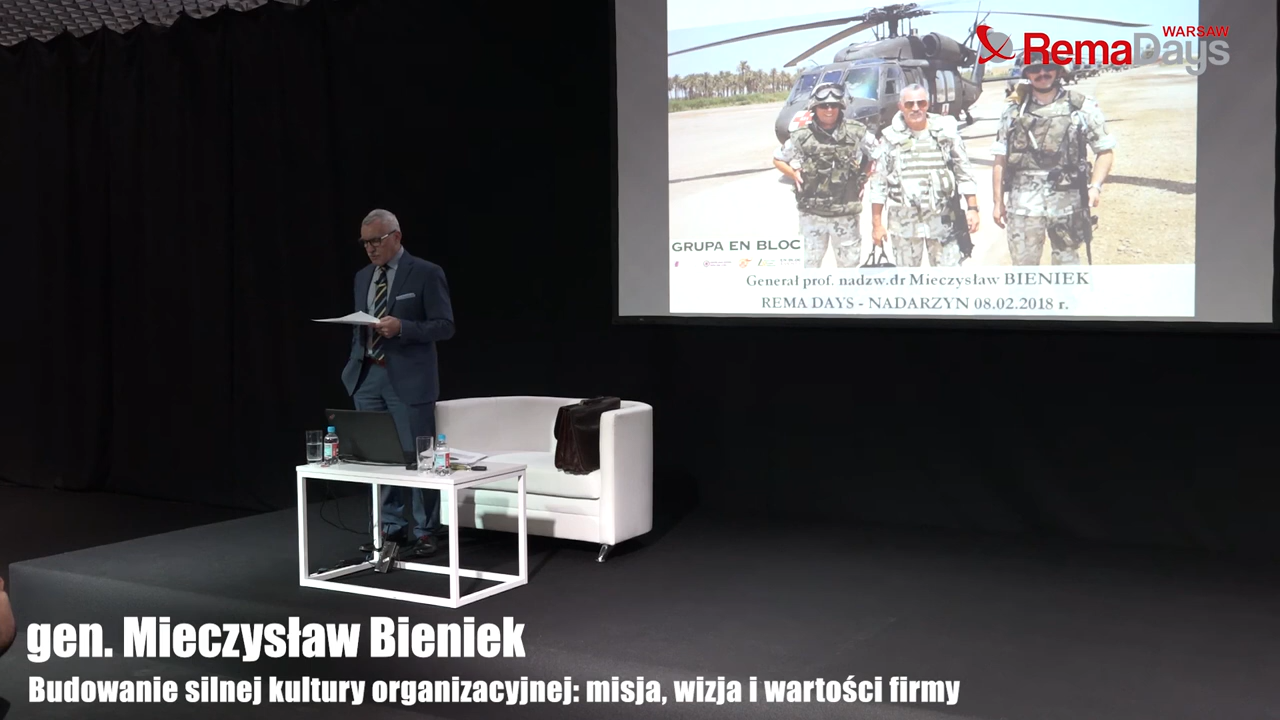 WARSAW
RemaDays
GRUPA EN BLOC
Generał prof. nadzw.dr Mieczysław BIENIEK
REMA DAYS - NADARZYN 08.02.2018 r.
gen. Mieczysław Bieniek
Budowanie silnej kultury organizacyjnej: misja, wizja i wartości firmy